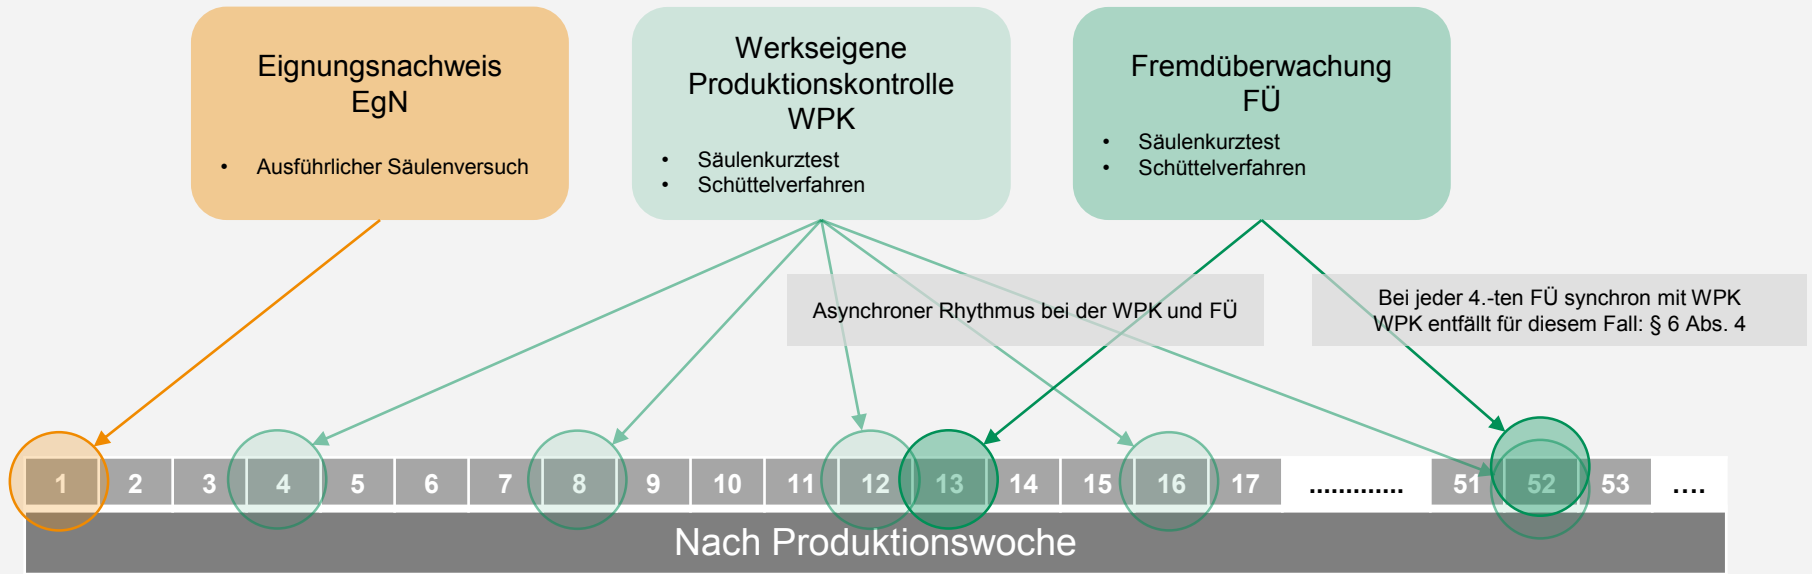 Eignungsnachweis
EgN
• Ausführlicher Säulenversuch
Werkseigene
Produktionskontrolle
WPK
• Säulenkurztest
• Schüttelverfahren
Fremdüberwachung
FÜ
• Säulenkurztest
• Schüttelverfahren
Asynchroner Rhythmus bei der WPK und FÜ
Bei jeder 4.-ten FÜ synchron mit WPK
WPK entfällt für diesem Fall: § 6 Abs. 4
1 2 3 4 5 6 7 8 9 10 11 12 13 14 15 16 17 ............. 51 52 53 ....
Nach Produktionswoche